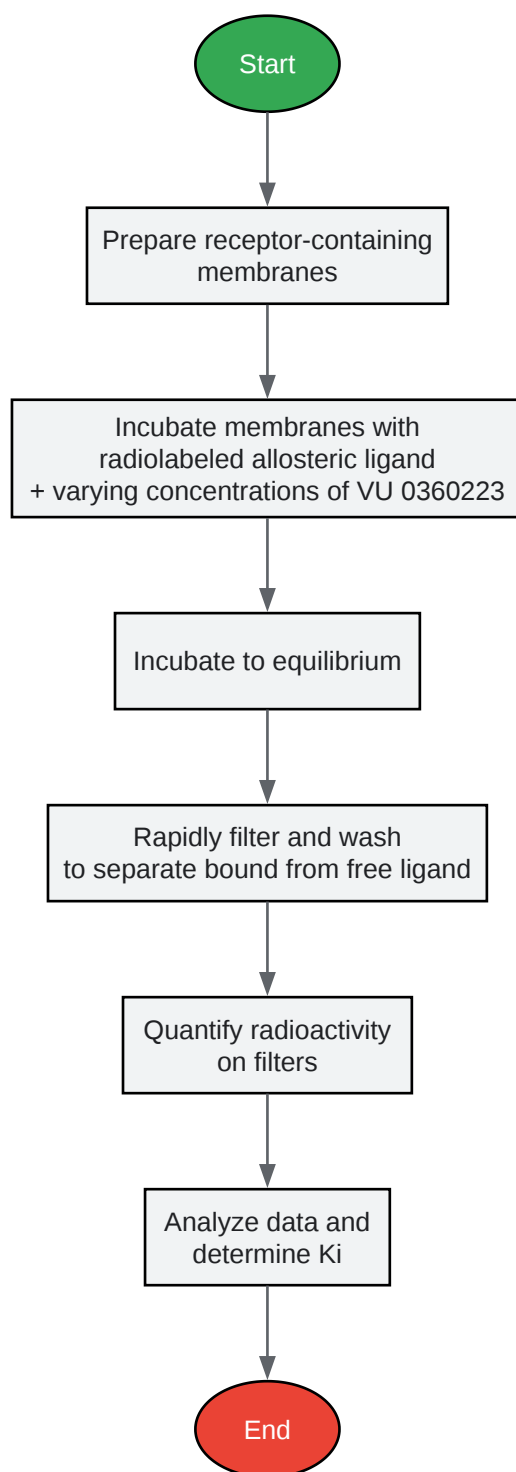 Start
Prepare receptor-containing
membranes
Incubate membranes with
radiolabeled allosteric ligand
+ varying concentrations of VU 0360223
Incubate to equilibrium
Rapidly filter and wash
to separate bound from free ligand
Quantify radioactivity
on filters
Analyze data and
determine Ki
End